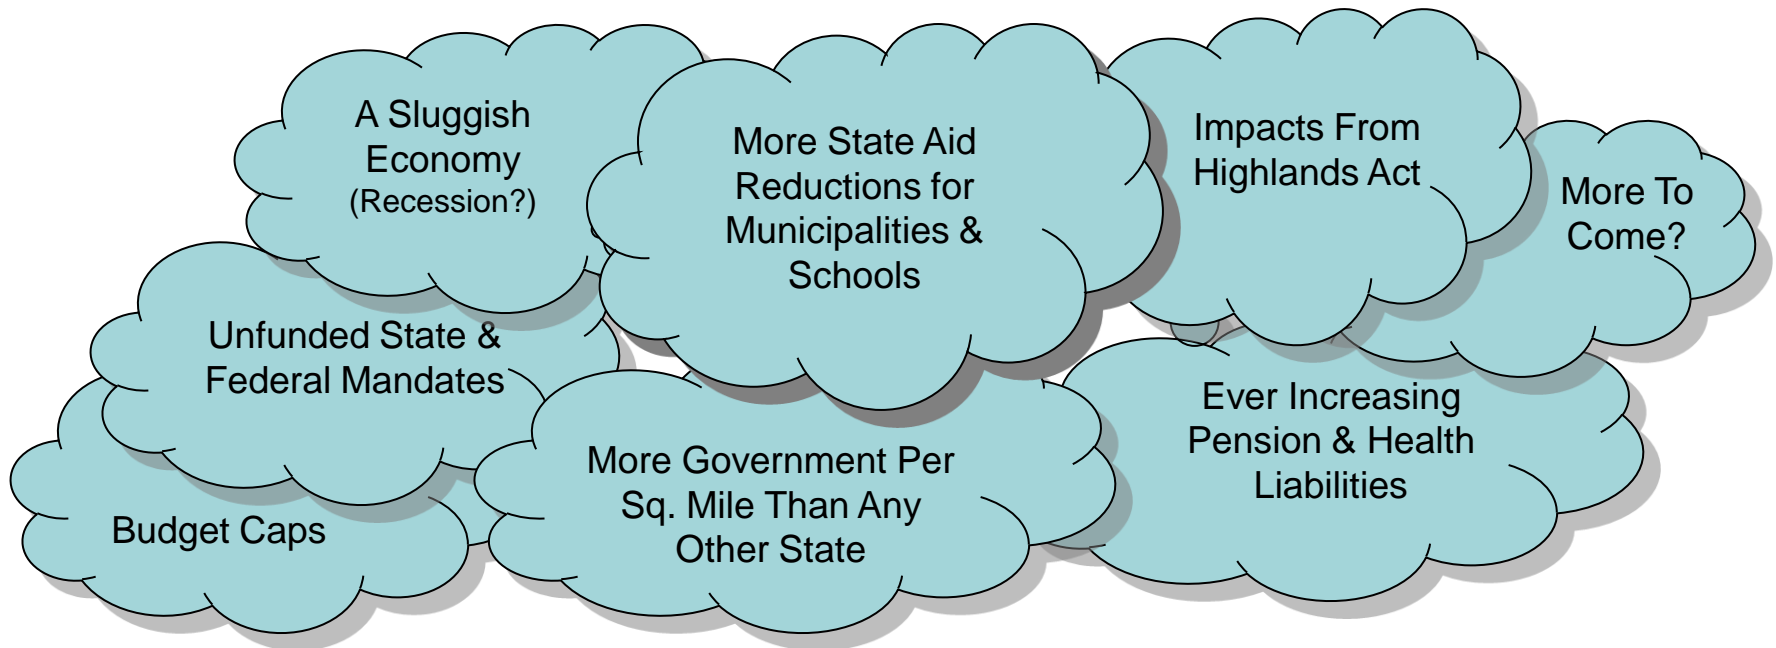 A Sluggish
Economy
(Recession?)
More State Aid
Reductions for
Municipalities &
Schools
Impacts From
Highlands Act
More To
Come?
Unfunded State &
Federal Mandates
Budget Caps
More Government Per
Sq. Mile Than Any
Other State
Ever Increasing
Pension & Health
Liabilities